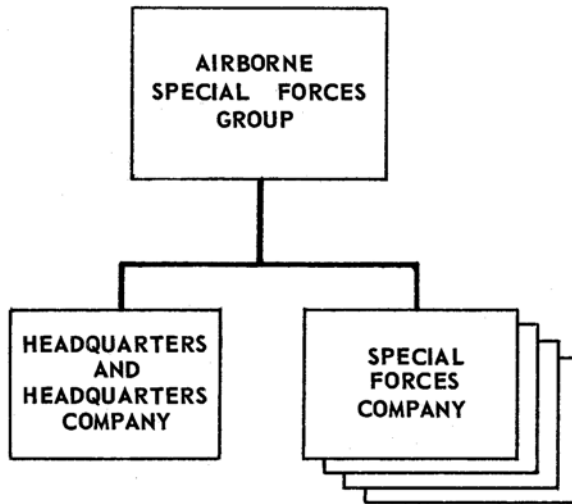 AIRBORNE
SPECIAL FORCES
GROUP
HEADQUARTERS
AND
HEADQUARTERS
COMPANY
SPECIAL
FORCES
COMPANY